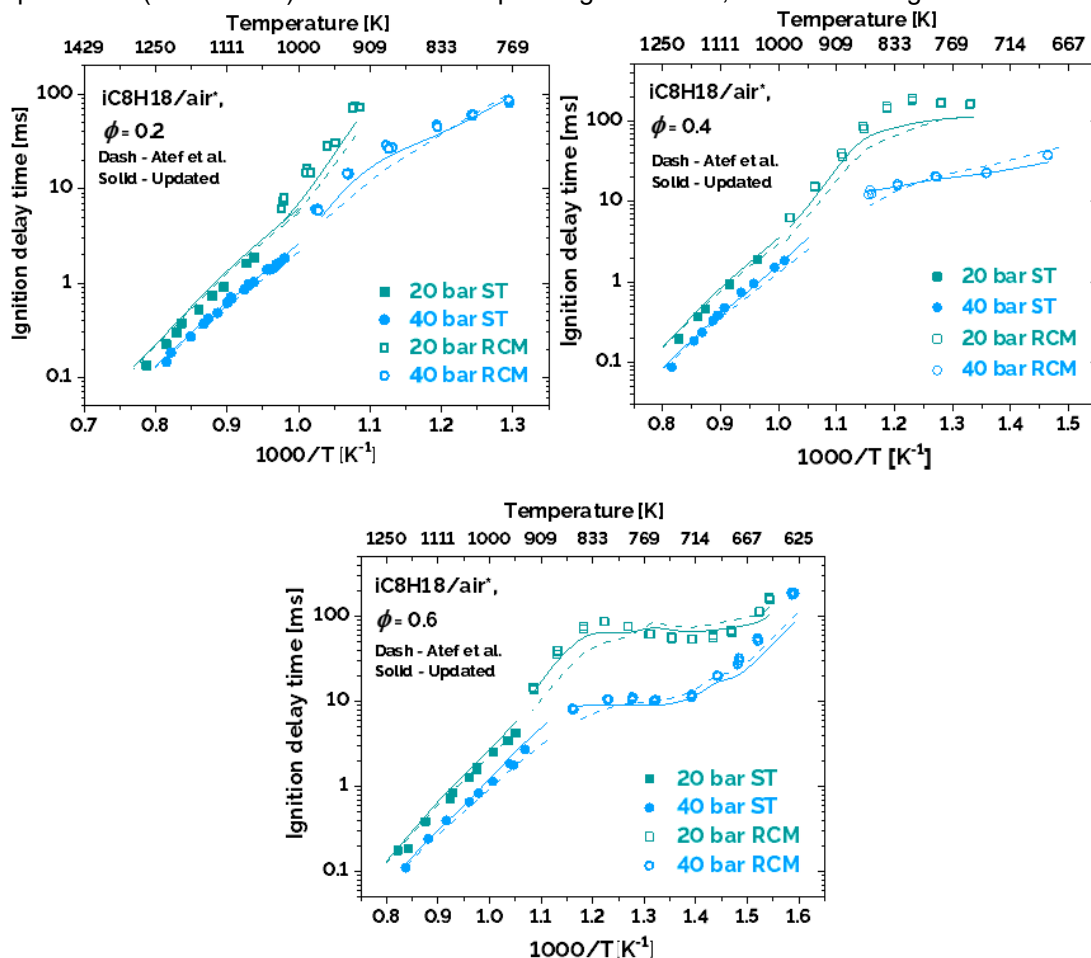 Temperature [K]
1429 1250 1111 1000 909 833 769
100
10
1
0.1
Ignition delay time [ms]
iC8H18/air*,
ϕ = 0.2
Dash - Atef et al.
Solid - Updated
20 bar ST
40 bar ST
20 bar RCM
40 bar RCM
0.7 0.8 0.9 1.0 1.1 1.2 1.3
1000/T [K⁻¹]
Temperature [K]
1250 1111 1000 909 833 769 714 667
100
10
1
0.1
Ignition delay time [ms]
iC8H18/air*,
ϕ = 0.4
Dash - Atef et al.
Solid - Updated
20 bar ST
40 bar ST
20 bar RCM
40 bar RCM
0.8 0.9 1.0 1.1 1.2 1.3 1.4 1.5
1000/T [K⁻¹]
Temperature [K]
1250 1111 1000 909 833 769 714 667 625
100
10
1
0.1
Ignition delay time [ms]
iC8H18/air*,
ϕ = 0.6
Dash - Atef et al.
Solid - Updated
20 bar ST
40 bar ST
20 bar RCM
40 bar RCM
0.8 0.9 1.0 1.1 1.2 1.3 1.4 1.5 1.6
1000/T [K⁻¹]